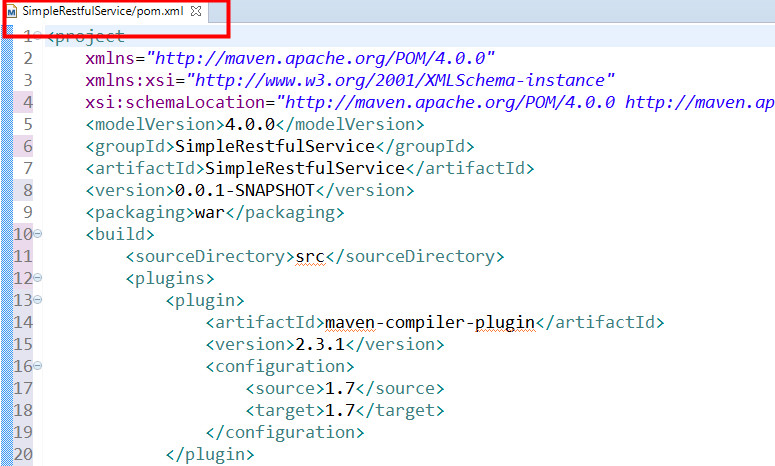 SimpleRestfulService/pom.xml
1 <project
2 xmlns="http://maven.apache.org/POM/4.0.0"
3 xmlns:xsi="http://www.w3.org/2001/XMLSchema-instance"
4 xsi:schemaLocation="http://maven.apache.org/POM/4.0.0 http://maven.ap
5 <modelVersion>4.0.0</modelVersion>
6 <groupId>SimpleRestfulService</groupId>
7 <artifactId>SimpleRestfulService</artifactId>
8 <version>0.0.1-SNAPSHOT</version>
9 <packaging>war</packaging>
10 <build>
11 <sourceDirectory>src</sourceDirectory>
12 <plugins>
13 <plugin>
14 <artifactId>maven-compiler-plugin</artifactId>
15 <version>2.3.1</version>
16 <configuration>
17 <source>1.7</source>
18 <target>1.7</target>
19 </configuration>
20 </plugin>